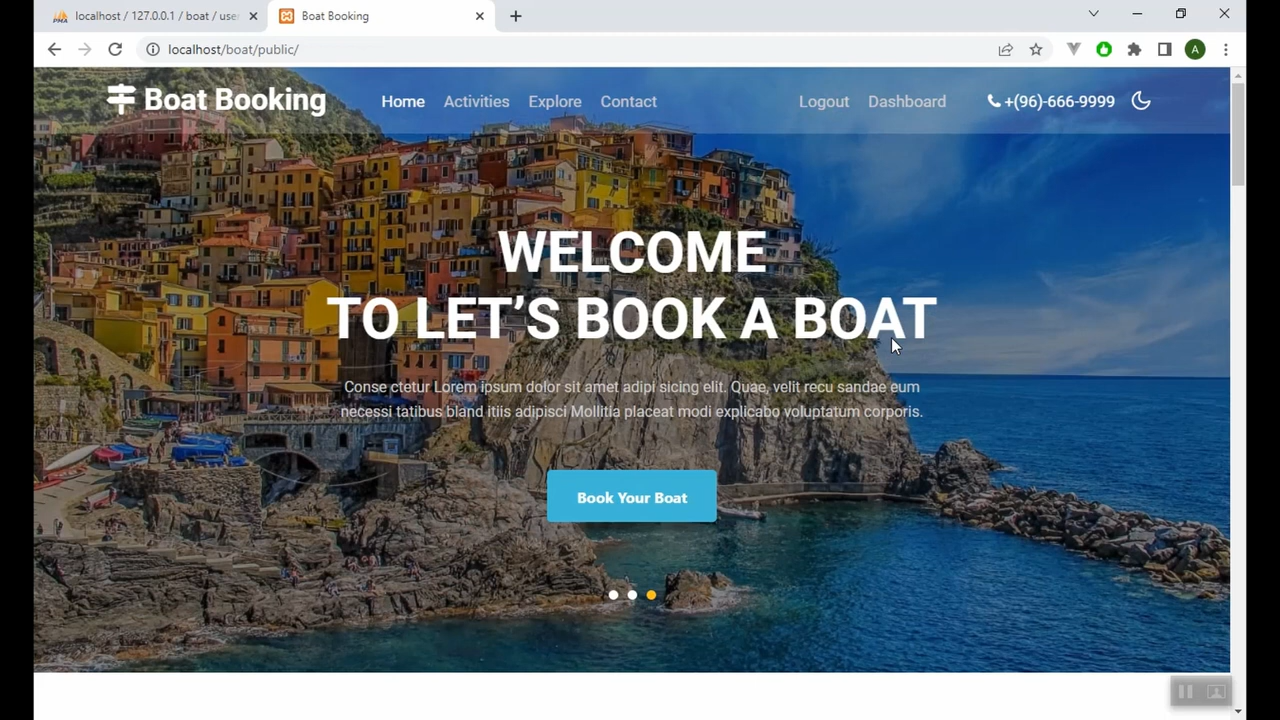 localhost / 127.0.0.1 / boat / use
Boat Booking
localhost/boat/public/
A
Boat Booking
Home Activities Explore Contact Logout Dashboard +(96)-666-9999
WELCOME
TO LET’S BOOK A BOAT
Conse ctetur Lorem ipsum dolor sit amet adipi sicing elit. Quae, velit recu sandae eum
necessi tatibus bland itiis adipisci Mollitia placeat modi explicabo voluptatum corporis.
Book Your Boat